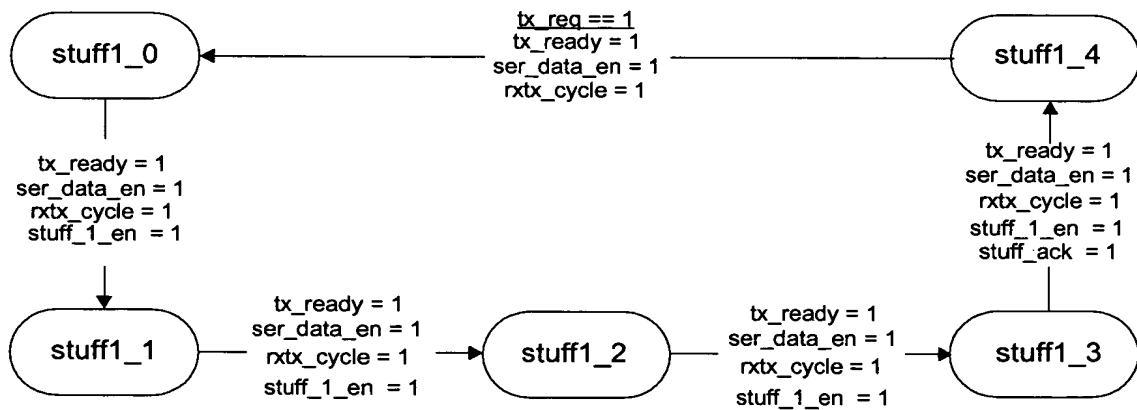 stuff1_0
tx_req == 1
tx_ready = 1
ser_data_en = 1
rxtx_cycle = 1
stuff1_4
tx_ready = 1
ser_data_en = 1
rxtx_cycle = 1
stuff_1_en = 1
tx_ready = 1
ser_data_en = 1
rxtx_cycle = 1
stuff_1_en = 1
stuff_ack = 1
stuff1_1
tx_ready = 1
ser_data_en = 1
rxtx_cycle = 1
stuff_1_en = 1
stuff1_2
tx_ready = 1
ser_data_en = 1
rxtx_cycle = 1
stuff_1_en = 1
stuff1_3